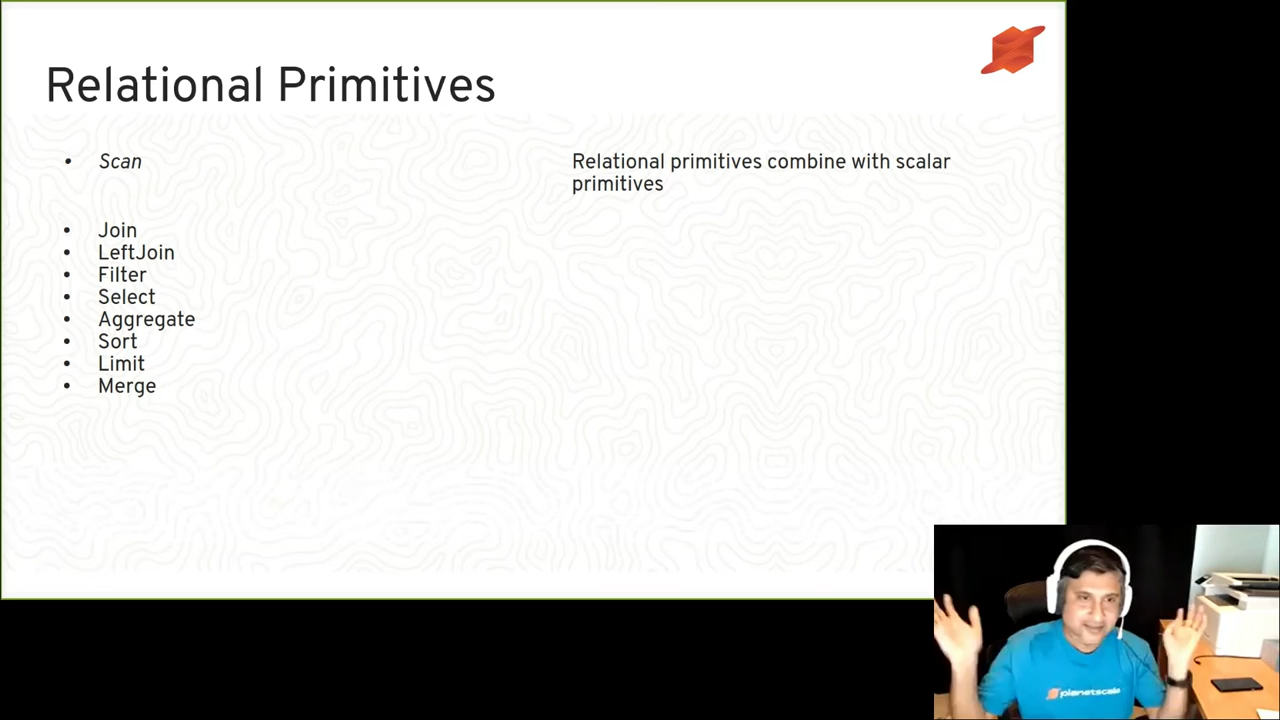 Relational Primitives
• Scan
Relational primitives combine with scalar
primitives
• Join
• LeftJoin
• Filter
• Select
• Aggregate
• Sort
• Limit
• Merge
planetscale